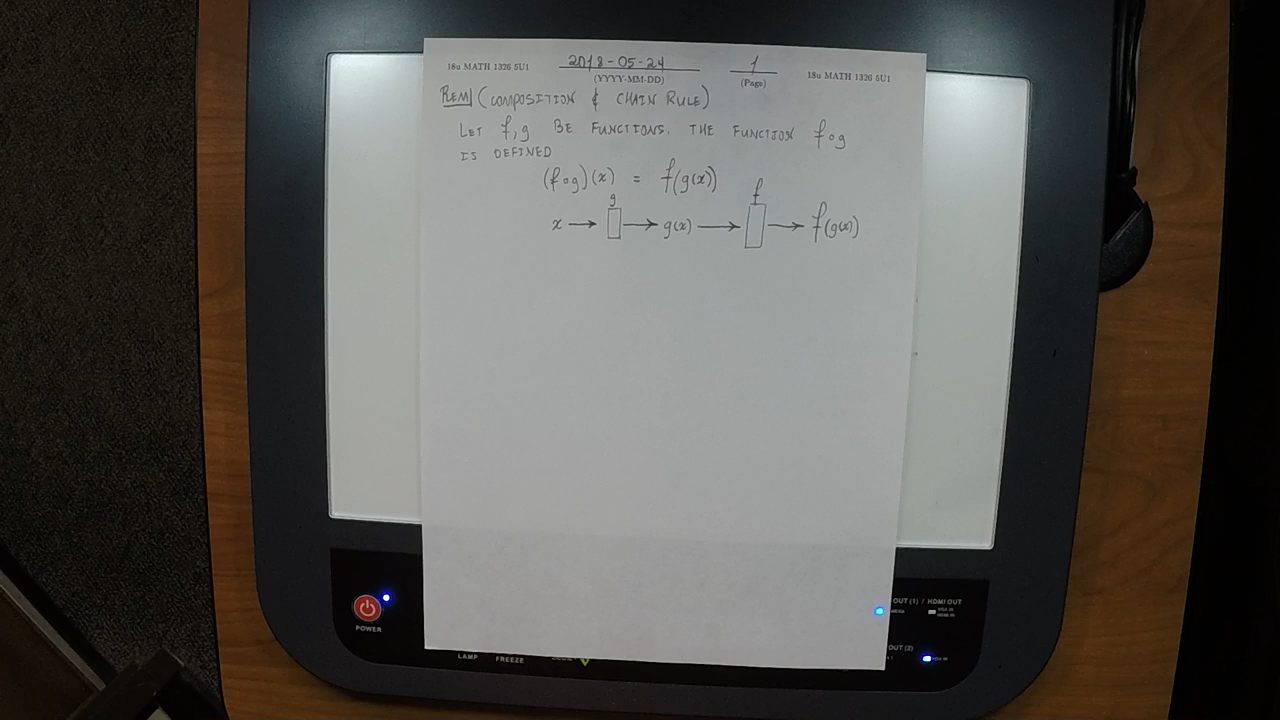 18u MATH 1326 5U1 2018-05-24 1 18u MATH 1326 5U1
(YYYY-MM-DD) (Page)
REM (COMPOSITION & CHAIN RULE)
LET f,g BE FUNCTIONS. THE FUNCTION f∘g
IS DEFINED
(f∘g)(x) = f(g(x))
g f
x → → g(x) → → f(g(x))
OUT (1) / HDMI OUT
POWER
OUT (2)
LAMP FREEZE